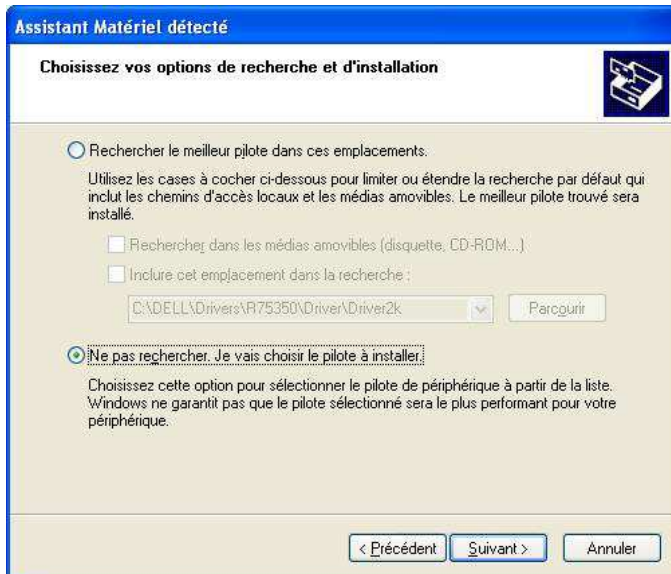 Assistant Matériel détecté
Choisissez vos options de recherche et d'installation
Rechercher le meilleur pilote dans ces emplacements.
Utilisez les cases à cocher ci-dessous pour limiter ou étendre la recherche par défaut qui
inclut les chemins d'accès locaux et les médias amovibles. Le meilleur pilote trouvé sera
installé.
Rechercher dans les médias amovibles (disquette, CD-ROM...)
Inclure cet emplacement dans la recherche :
C:\DELL\Drivers\R75350\Driver\Driver2k
Parcourir
Ne pas rechercher. Je vais choisir le pilote à installer.
Choisissez cette option pour sélectionner le pilote de périphérique à partir de la liste.
Windows ne garantit pas que le pilote sélectionné sera le plus performant pour votre
périphérique.
< Précédent Suivant > Annuler